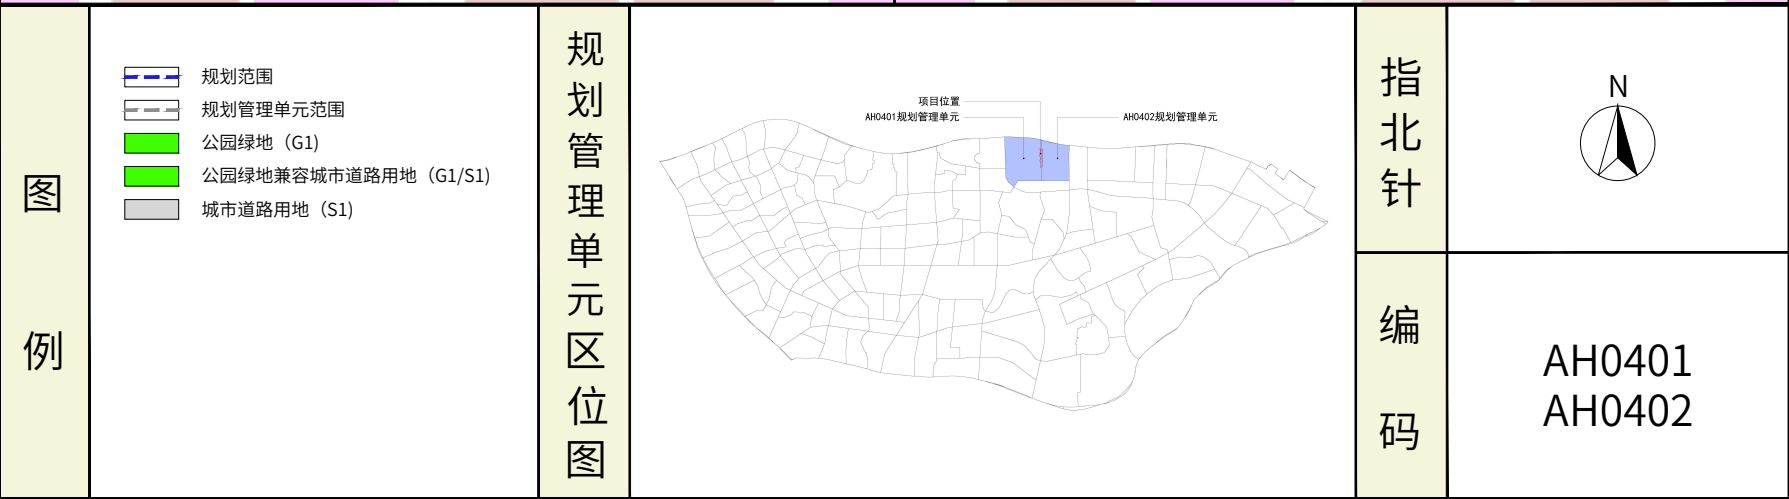 图例
规划范围
规划管理单元范围
公园绿地（G1)
公园绿地兼容城市道路用地（G1/S1)
城市道路用地（S1)
规划管理单元区位图
项目位置
AH0401规划管理单元
AH0402规划管理单元
指北针
N
编码
AH0401
AH0402